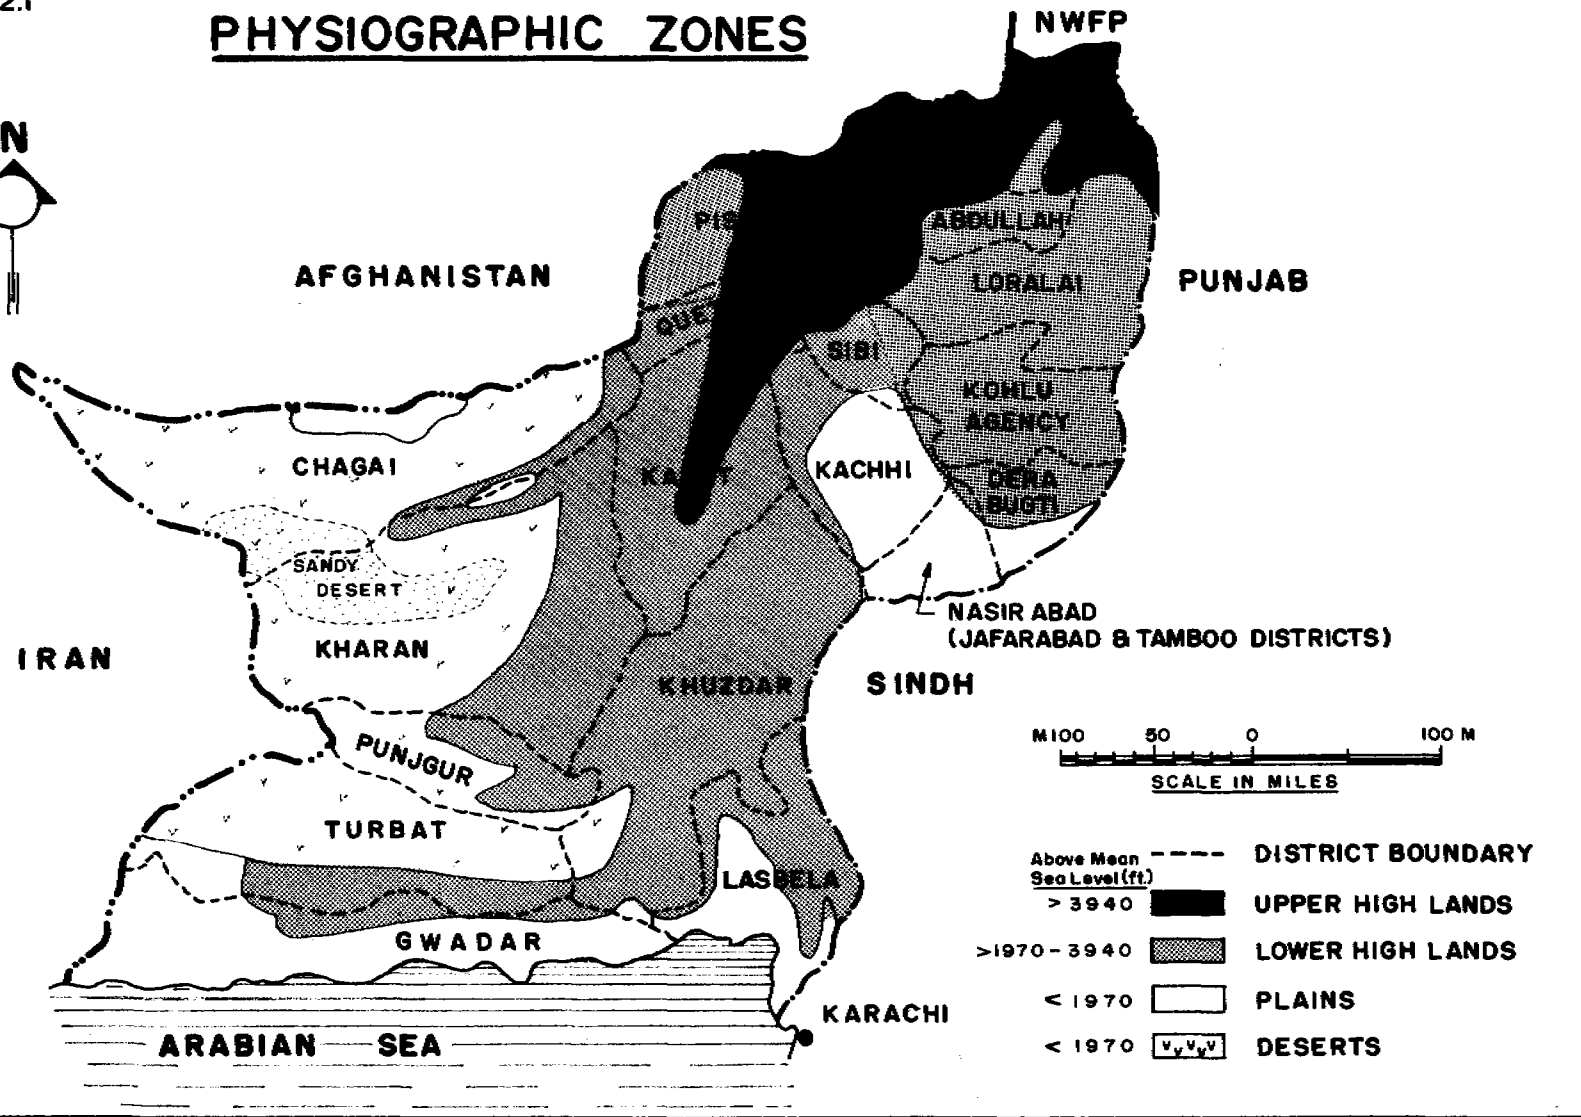 2.1
PHYSIOGRAPHIC ZONES
NWFP
N
PIS
ABDULLAH
AFGHANISTAN
LORALAI
PUNJAB
QUE
SIBI
KOHLU
AGENCY
CHAGAI
KACHHI
DERA
BUGTI
SANDY
DESERT
NASIR ABAD
(JAFARABAD & TAMBOO DISTRICTS)
KHARAN
IRAN
KHUZDAR
SINDH
PUNJGUR
M100 50 0 100 M
SCALE IN MILES
TURBAT
LASBELA
Above Mean
Sea Level (ft.)
DISTRICT BOUNDARY
> 3940 UPPER HIGH LANDS
>1970-3940 LOWER HIGH LANDS
< 1970 PLAINS
< 1970 DESERTS
GWADAR
KARACHI
ARABIAN SEA